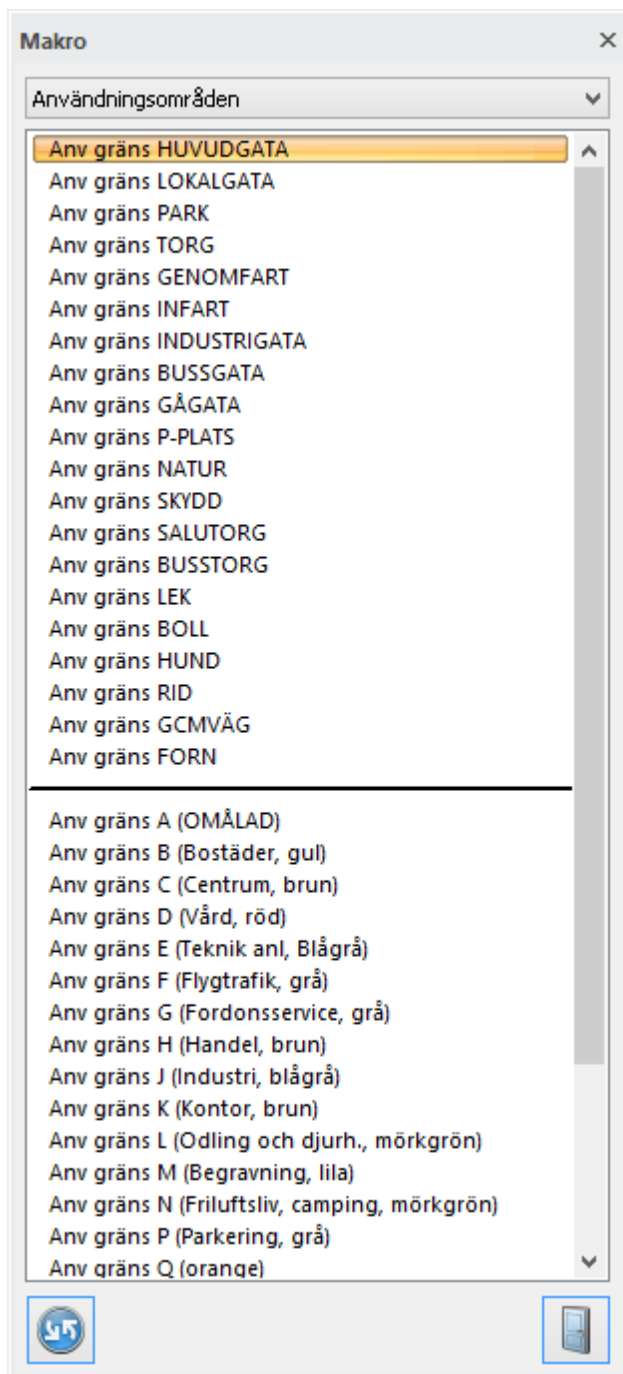 Makro
Användningsområden
Anv gräns HUVUDGATA
Anv gräns LOKALGATA
Anv gräns PARK
Anv gräns TORG
Anv gräns GENOMFART
Anv gräns INFART
Anv gräns INDUSTRIGATA
Anv gräns BUSSGATA
Anv gräns GÅGATA
Anv gräns P-PLATS
Anv gräns NATUR
Anv gräns SKYDD
Anv gräns SALUTORG
Anv gräns BUSSTORG
Anv gräns LEK
Anv gräns BOLL
Anv gräns HUND
Anv gräns RID
Anv gräns GCMVÄG
Anv gräns FORN
Anv gräns A (OMÅLAD)
Anv gräns B (Bostäder, gul)
Anv gräns C (Centrum, brun)
Anv gräns D (Vård, röd)
Anv gräns E (Teknik anl, Blågrå)
Anv gräns F (Flygtrafik, grå)
Anv gräns G (Fordonsservice, grå)
Anv gräns H (Handel, brun)
Anv gräns J (Industri, blågrå)
Anv gräns K (Kontor, brun)
Anv gräns L (Odling och djurh., mörkgrön)
Anv gräns M (Begravning, lila)
Anv gräns N (Friluftsliv, camping, mörkgrön)
Anv gräns P (Parkering, grå)
Anv gräns Q (orange)